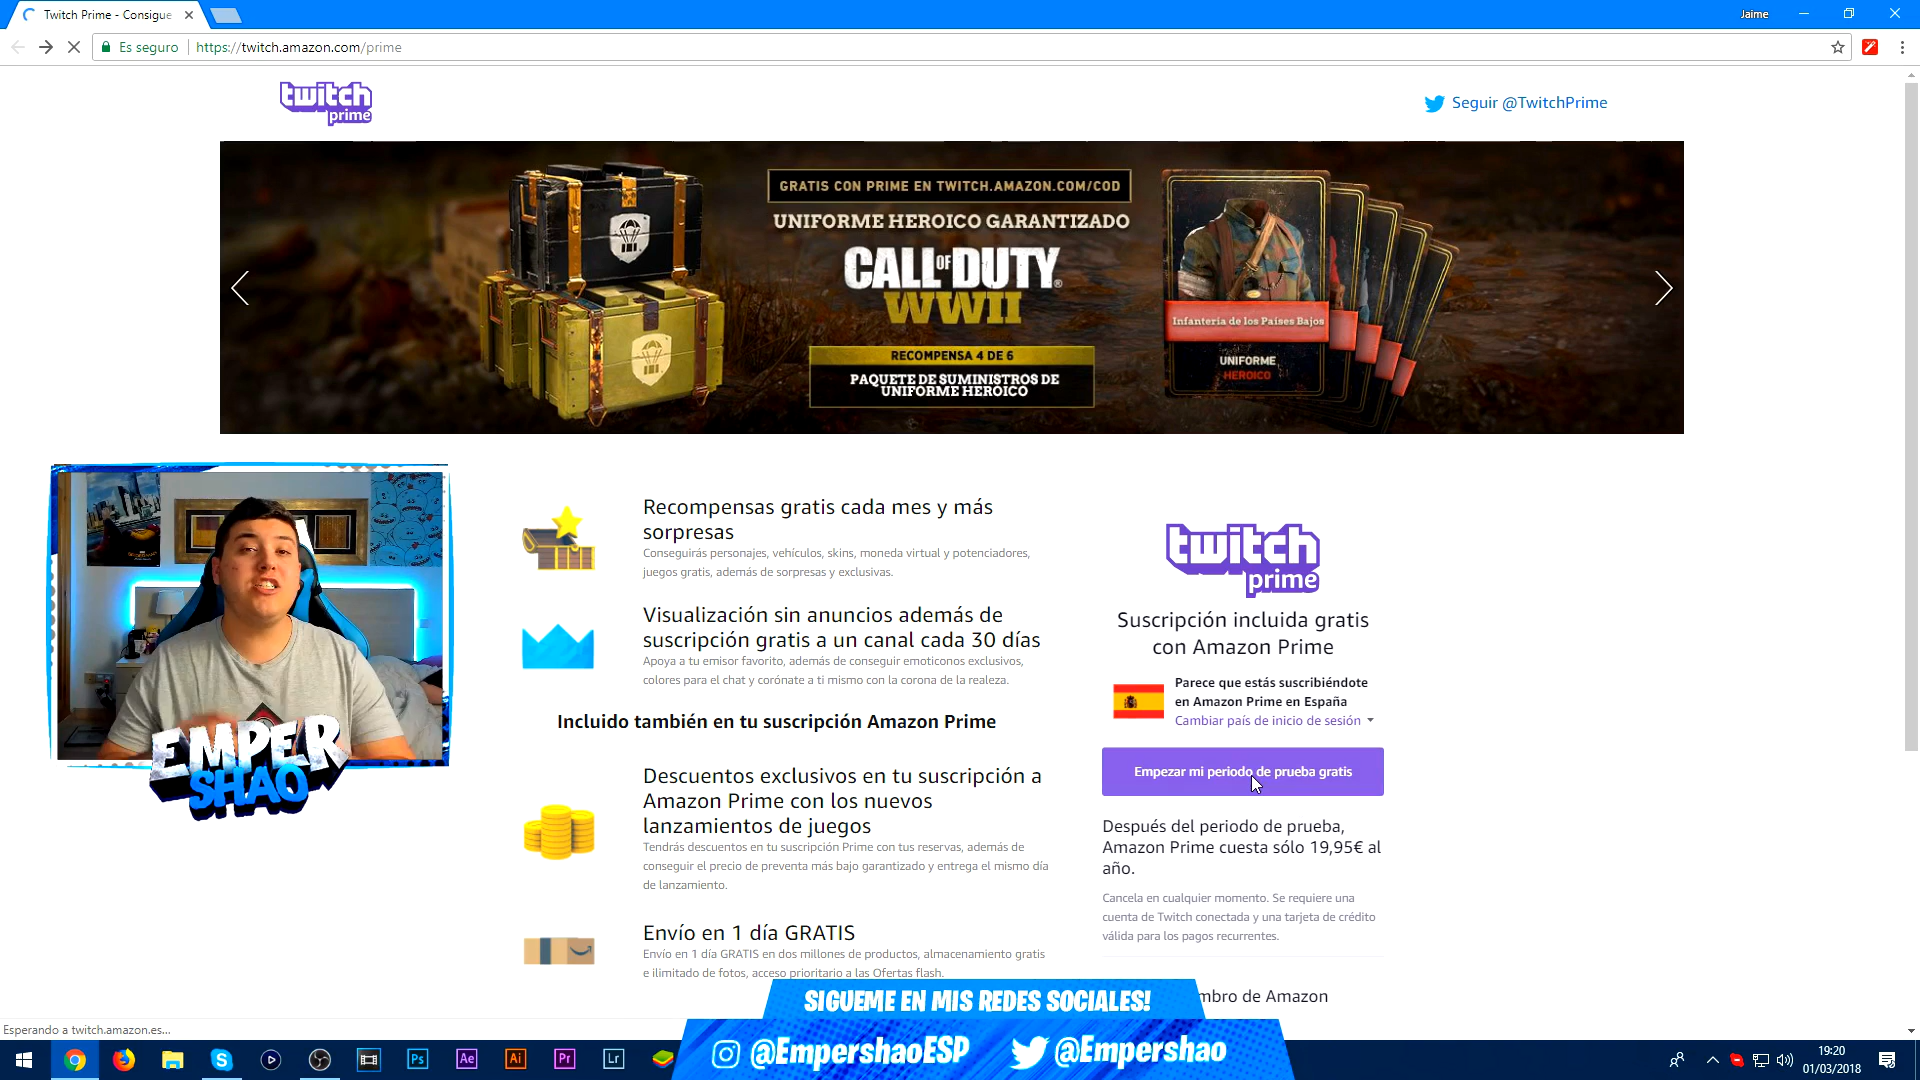 Twitch Prime - Consigue
Jaime
Es seguro
https://twitch.amazon.com/prime
twitch
prime
Seguir @TwitchPrime
GRATIS CON PRIME EN TWITCH.AMAZON.COM/COD
UNIFORME HEROICO GARANTIZADO
CALL OF DUTY®
WWII
RECOMPENSA 4 DE 6
PAQUETE DE SUMINISTROS DE
UNIFORME HEROICO
Infantería de los Países Bajos
UNIFORME
HEROICO
Recompensas gratis cada mes y más
sorpresas
Conseguirás personajes, vehículos, skins, moneda virtual y potenciadores,
juegos gratis, además de sorpresas y exclusivas.
Visualización sin anuncios además de
suscripción gratis a un canal cada 30 días
Apoya a tu emisor favorito, además de conseguir emoticonos exclusivos,
colores para el chat y corónate a ti mismo con la corona de la realeza.
Incluido también en tu suscripción Amazon Prime
Descuentos exclusivos en tu suscripción a
Amazon Prime con los nuevos
lanzamientos de juegos
Tendrás descuentos en tu suscripción Prime con tus reservas, además de
conseguir el precio de preventa más bajo garantizado y entrega el mismo día
de lanzamiento.
Envío en 1 día GRATIS
Envío en 1 día GRATIS en dos millones de productos, almacenamiento gratis
e ilimitado de fotos, acceso prioritario a las Ofertas flash.
twitch
prime
Suscripción incluida gratis
con Amazon Prime
Parece que estás suscribiéndote
en Amazon Prime en España
Cambiar país de inicio de sesión
Empezar mi periodo de prueba gratis
Después del periodo de prueba,
Amazon Prime cuesta sólo 19,95€ al
año.
Cancela en cualquier momento. Se requiere una
cuenta de Twitch conectada y una tarjeta de crédito
válida para los pagos recurrentes.
mbro de Amazon
EMPER
SHAO
SIGUEME EN MIS REDES SOCIALES!
@EmpershaoESP
@Empershao
Esperando a twitch.amazon.es...
Ps
Ae
Ai
Pr
Lr
19:20
01/03/2018